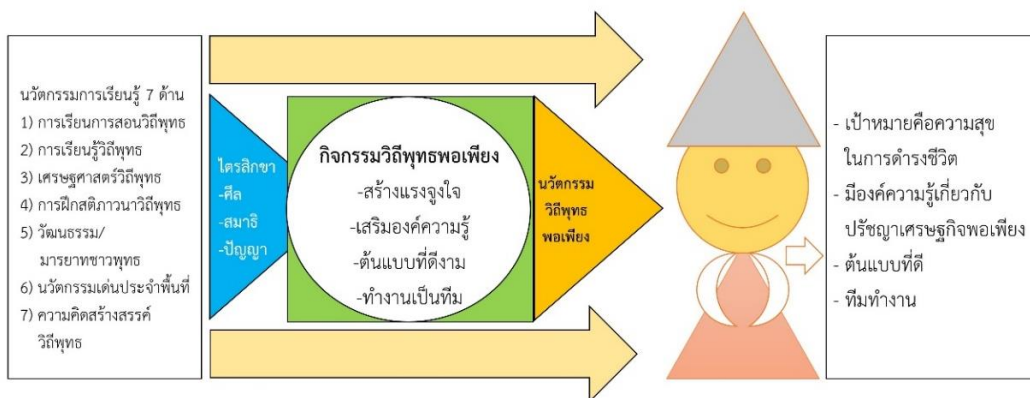 นวัตกรรมการเรียนรู้ 7 ด้าน
1) การเรียนการสอนวิถีพุทธ
2) การเรียนรู้วิถีพุทธ
3) เศรษฐศาสตร์วิถีพุทธ
4) การฝึกสติภาวนาวิถีพุทธ
5) วัฒนธรรม/
มารยาทชาวพุทธ
6) นวัตกรรมเด่นประจำพื้นที่
7) ความคิดสร้างสรรค์
วิถีพุทธ
ไตรสิกขา
-ศีล
-สมาธิ
-ปัญญา
กิจกรรมวิถีพุทธพอเพียง
-สร้างแรงจูงใจ
-เสริมองค์ความรู้
-ต้นแบบที่ดีงาม
-ทำงานเป็นทีม
นวัตกรรม
วิถีพุทธ
พอเพียง
- เป้าหมายคือความสุข
ในการดำรงชีวิต
- มีองค์ความรู้เกี่ยวกับ
ปรัชญาเศรษฐกิจพอเพียง
- ต้นแบบที่ดี
- ทีมทำงาน